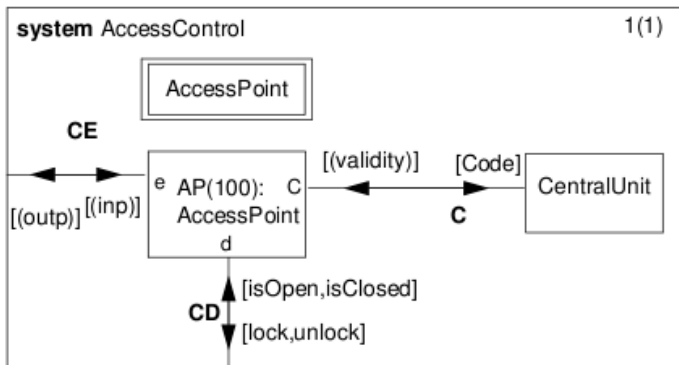 system AccessControl 1(1)
AccessPoint
CE
[(validity)] [Code]
e AP(100): C
AccessPoint
d
CentralUnit
[(outp)] [(inp)]
C
[isOpen,isClosed]
CD
[lock,unlock]